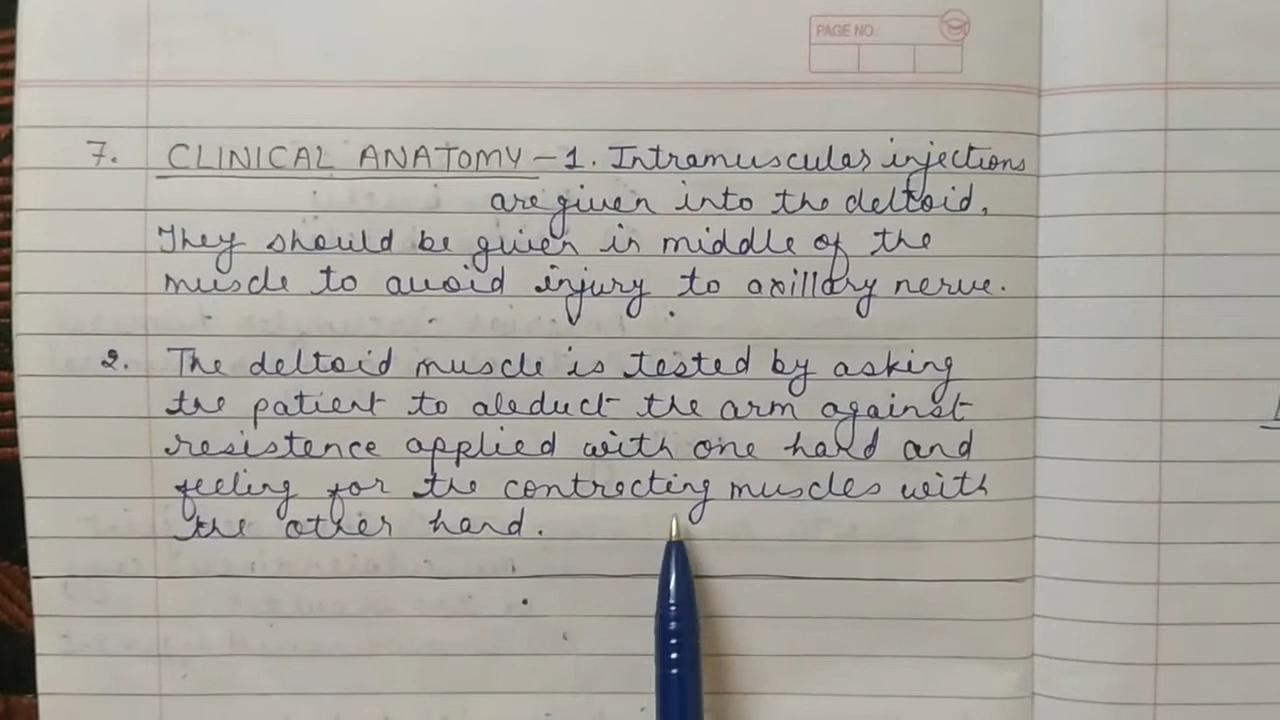 PAGE NO.
7. CLINICAL ANATOMY - 1. Intramuscular injections
are given into the deltoid.
They should be given in middle of the
muscle to avoid injury to axillary nerve.
2. The deltoid muscle is tested by asking
the patient to abduct the arm against
resistence applied with one hand and
feeling for the contracting muscles with
the other hand.